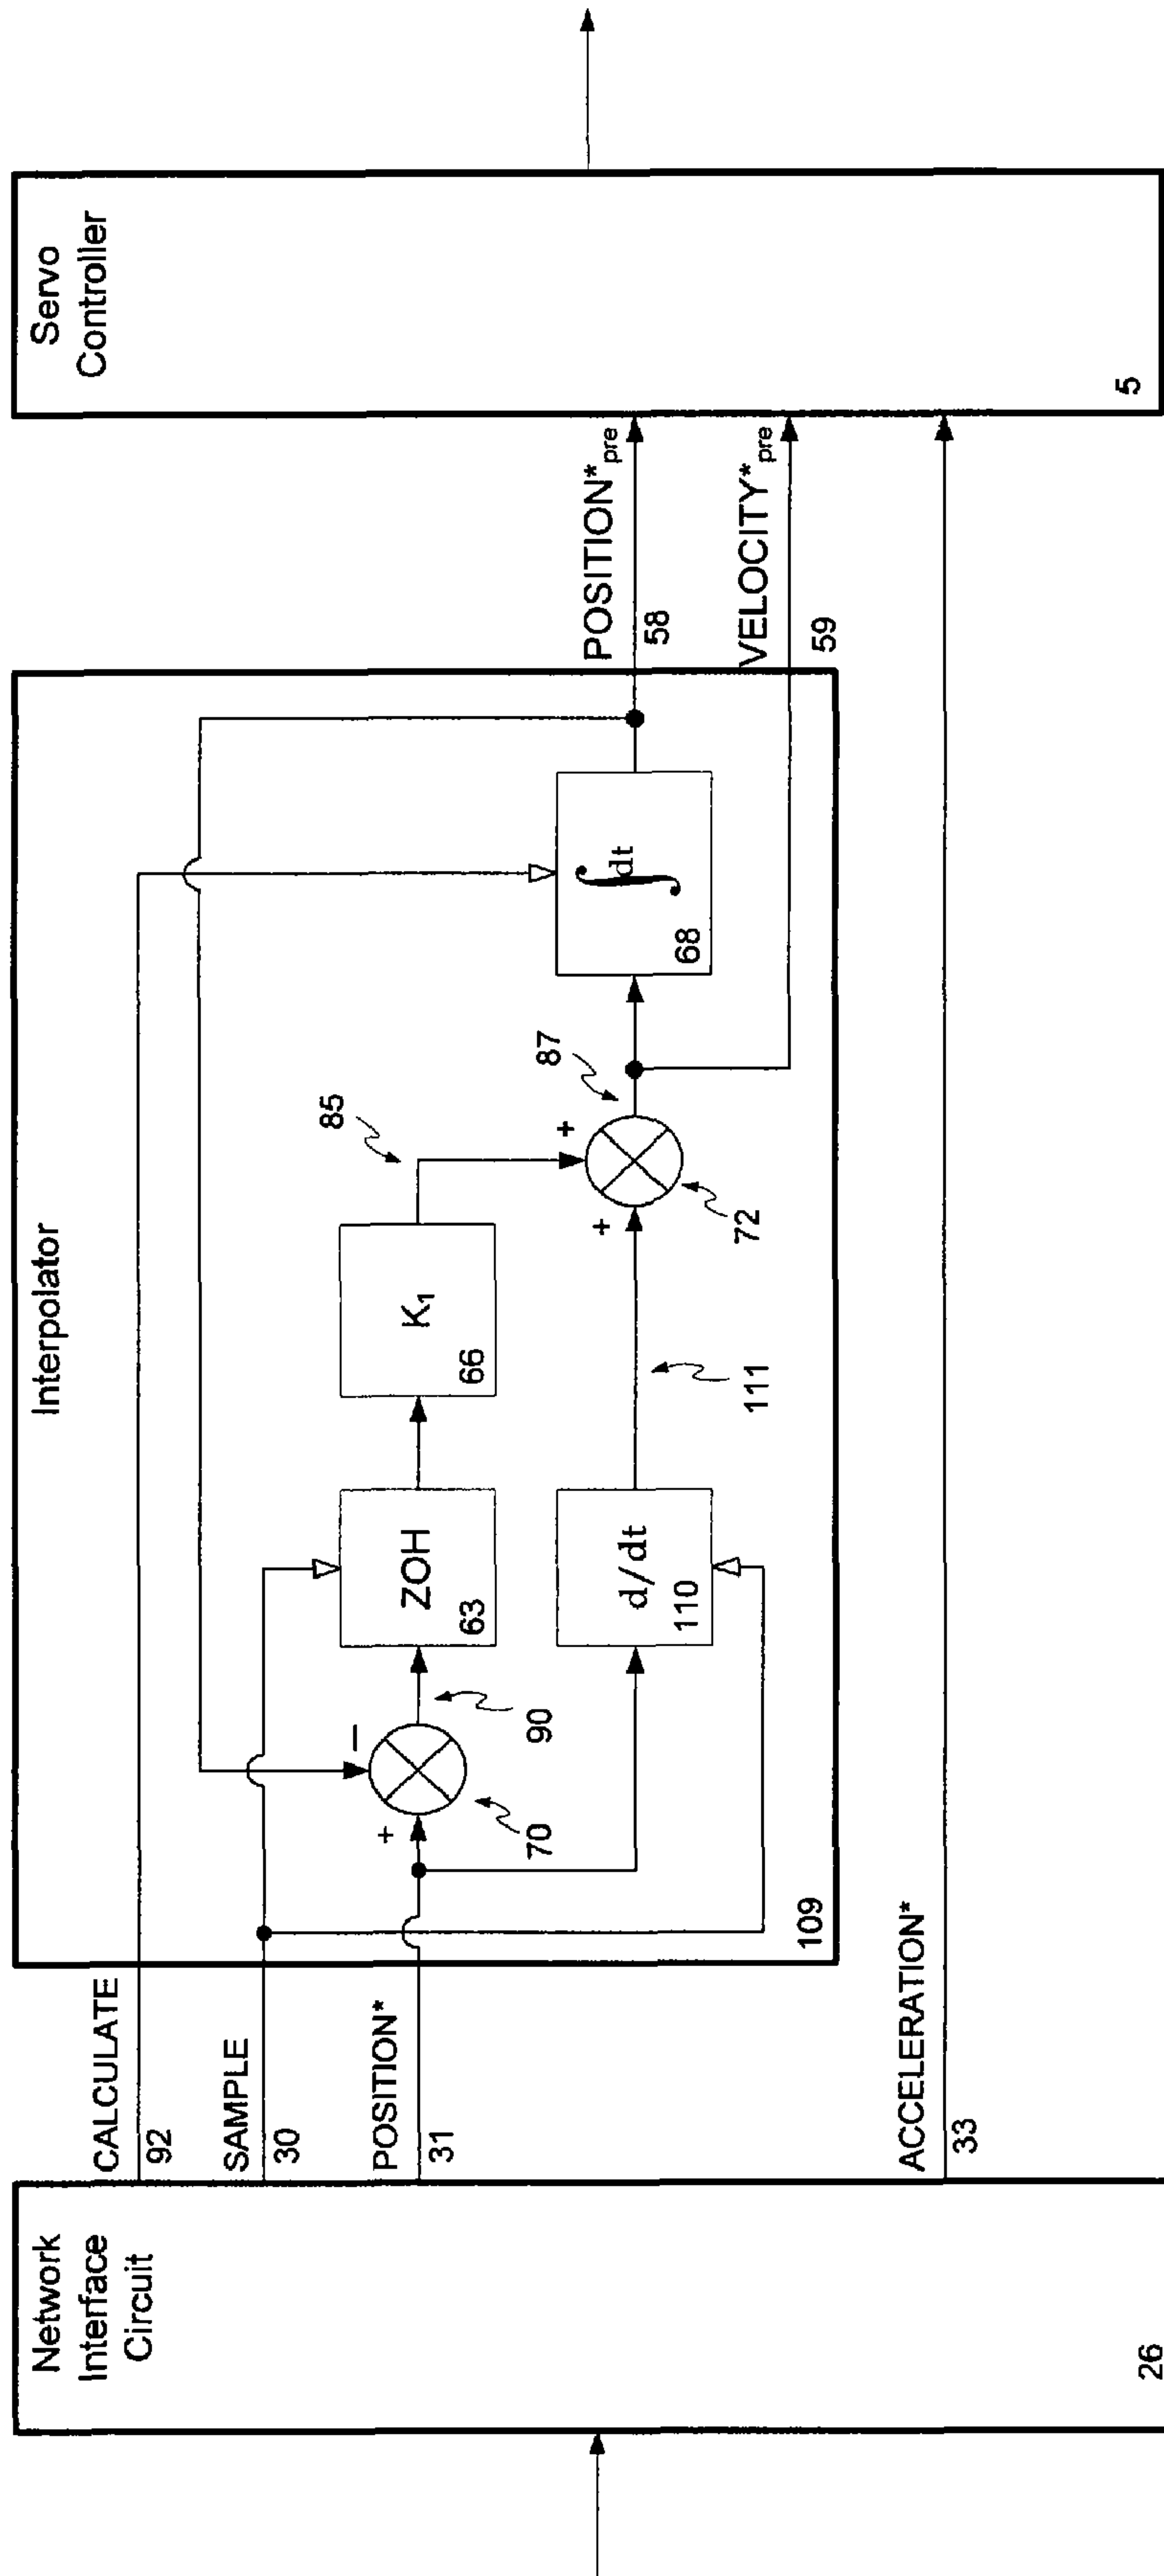 Network
Interface
Circuit
26
CALCULATE
92
SAMPLE
30
POSITION*
31
ACCELERATION*
33
Interpolator
109
+
−
70
90
ZOH
63
d/dt
110
K₁
66
85
111
+
+
72
87
∫dt
68
POSITION*pre
58
VELOCITY*pre
59
Servo
Controller
5